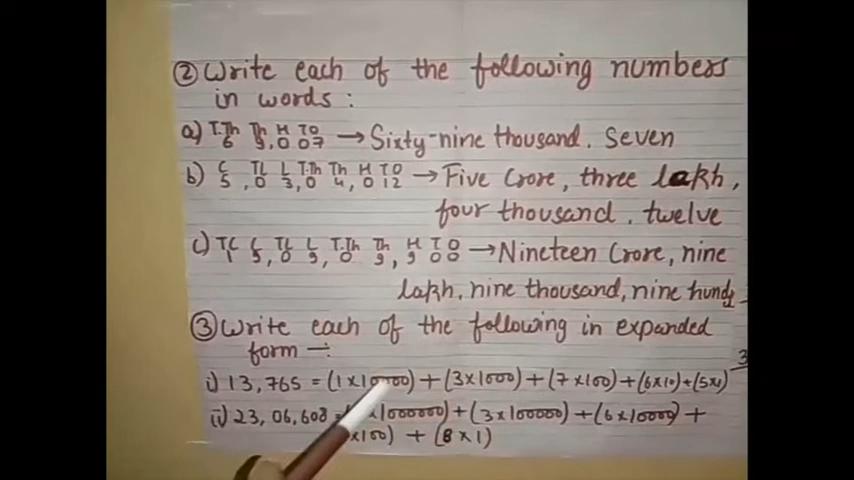 ② Write each of the following numbers
in words :
a) T.Th Th H T O
6 9,0 0 7 → Sixty-nine thousand. Seven
b) C TL L T.Th Th H T O
5 ,0 3,0 4,0 1 2 → Five Crore, three lakh,
four thousand. twelve
c) TC C TL L T.Th Th H T O
1 9,0 9,0 9,9 0 0 → Nineteen Crore, nine
lakh, nine thousand, nine hund
③ Write each of the following in expanded
form :-
3
i) 13,765 = (1×10000) + (3×1000) + (7×100) + (6×10) + (5×1)
ii) 23,06,608 = ×1000000) + (3×100000) + (6×10000) +
×100) + (8×1)